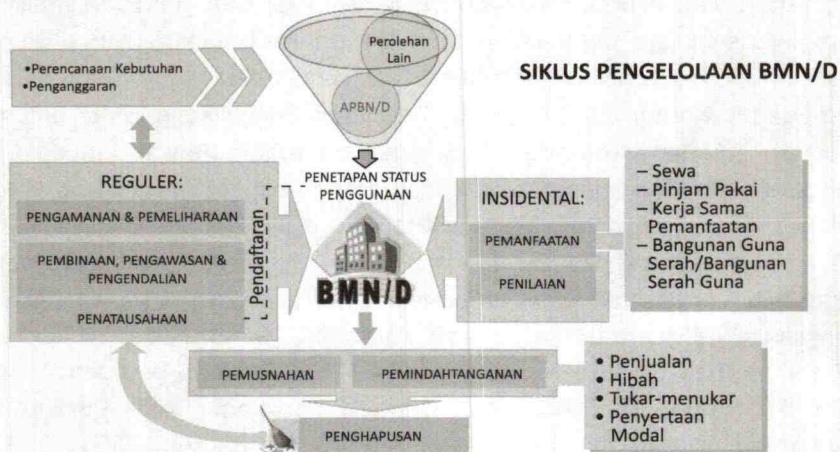 SIKLUS PENGELOLAAN BMN/D
•Perencanaan Kebutuhan
•Penganggaran
Perolehan
Lain
APBN/D
PENETAPAN STATUS
PENGGUNAAN
REGULER:
PENGAMANAN & PEMELIHARAAN
PEMBINAAN, PENGAWASAN &
PENGENDALIAN
PENATAUSAHAAN
Pendaftaran
BMN/D
INSIDENTAL:
PEMANFAATAN
PENILAIAN
– Sewa
– Pinjam Pakai
– Kerja Sama
Pemanfaatan
– Bangunan Guna
Serah/Bangunan
Serah Guna
PEMUSNAHAN
PEMINDAHTANGANAN
• Penjualan
• Hibah
• Tukar-menukar
• Penyertaan
Modal
PENGHAPUSAN